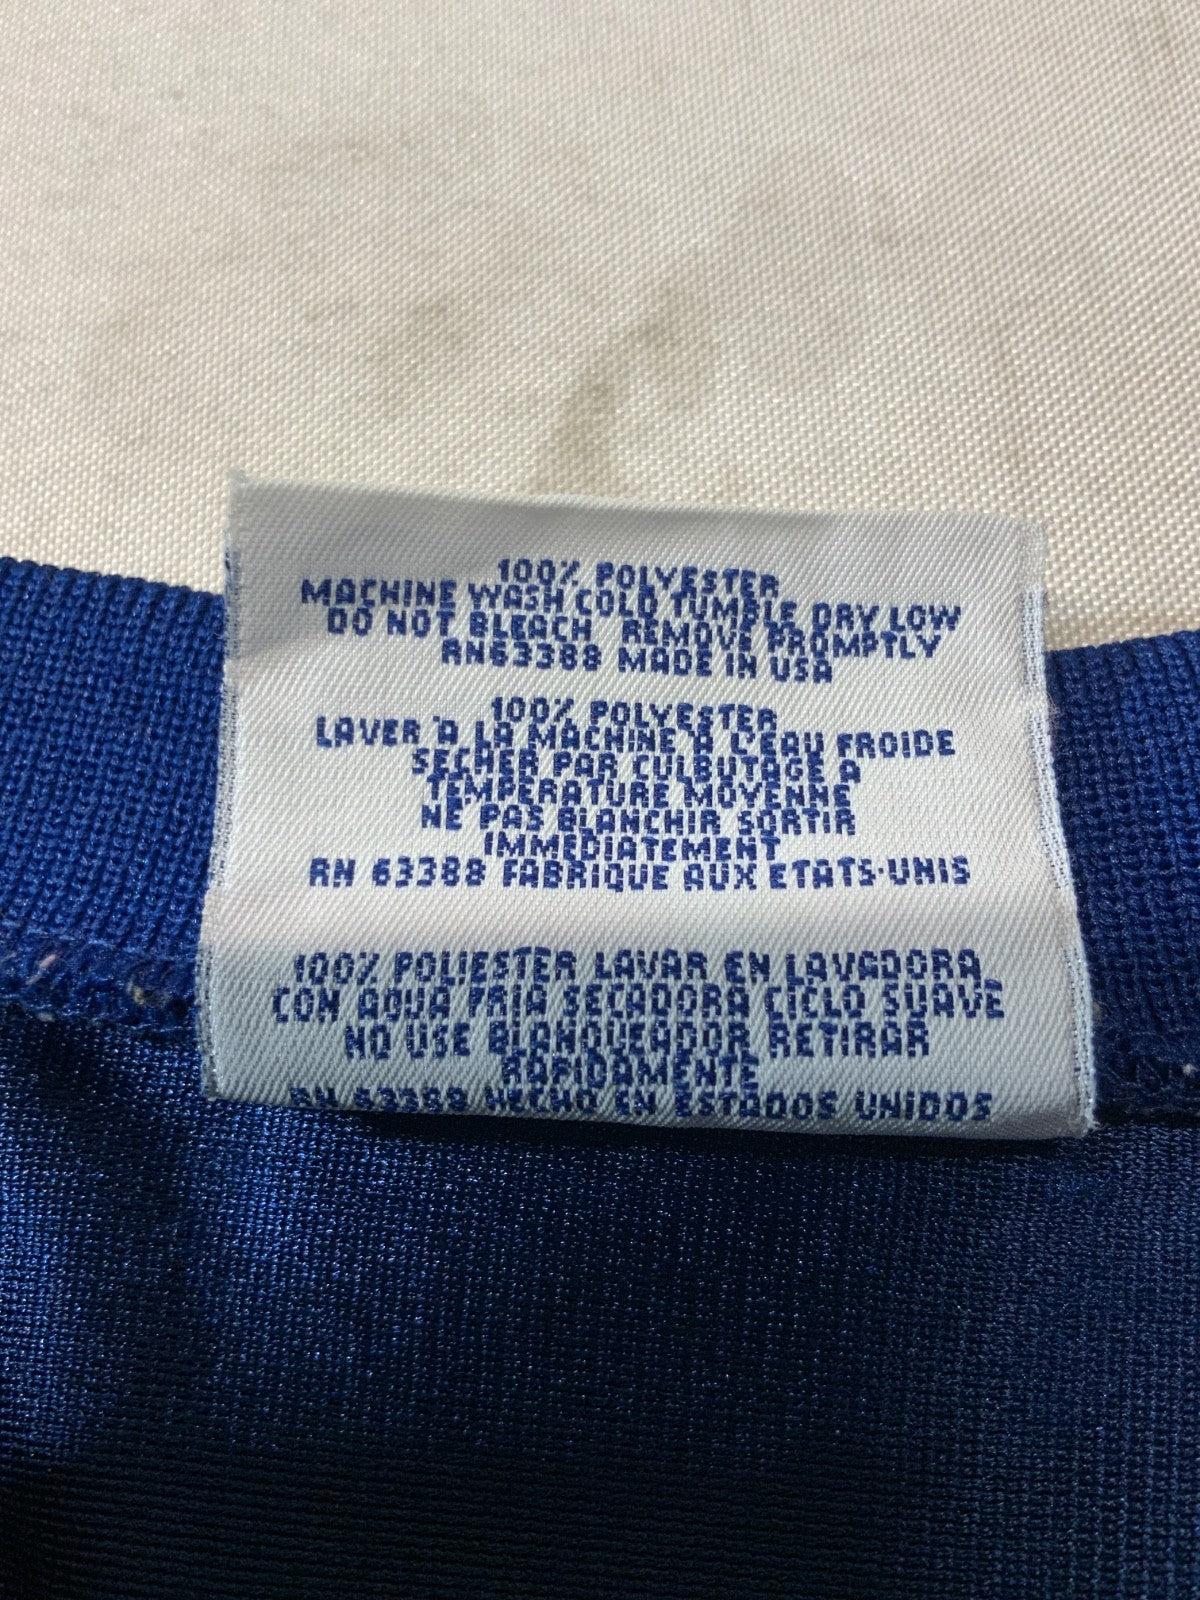 100% POLYESTER
MACHINE WASH COLD TUMBLE DRY LOW
DO NOT BLEACH REMOVE PROMPTLY
RN63388 MADE IN USA
100% POLYESTER
LAVER A LA MACHINE A L'EAU FROIDE
SECHER PAR CULBUTAGE A
TEMPERATURE MOYENNE
NE PAS BLANCHIR SORTIR
IMMEDIATEMENT
RN 63388 FABRIQUE AUX ETATS-UNIS
100% POLIESTER LAVAR EN LAVADORA
CON AQUA FRIA SECADORA CICLO SUAVE
NO USE BLANQUEADOR RETIRAR
RAPIDAMENTE
RN 63388 HECHO EN ESTADOS UNIDOS